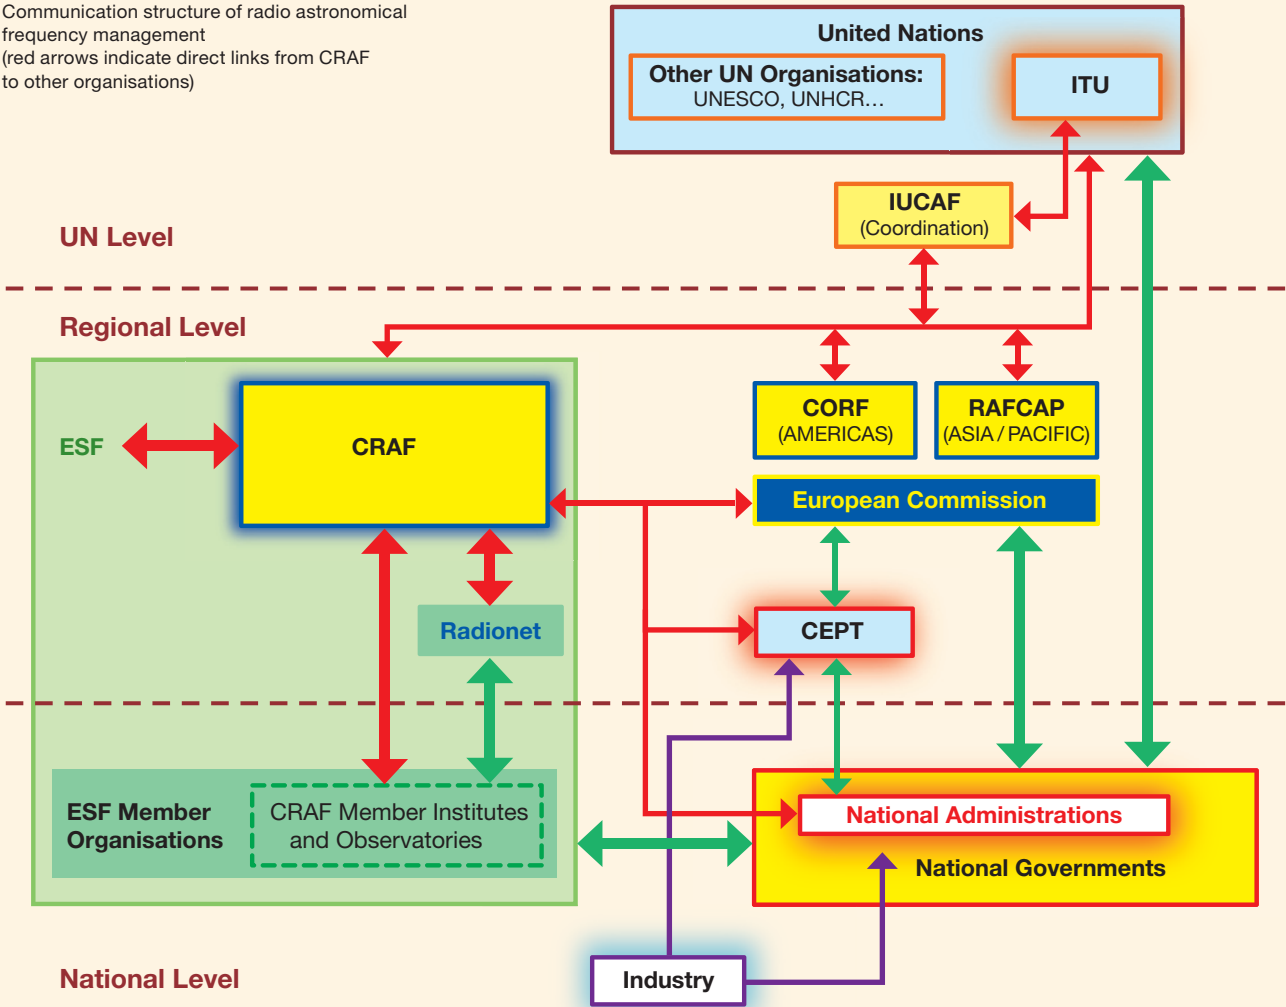 Communication structure of radio astronomical
frequency management
(red arrows indicate direct links from CRAF
to other organisations)
United Nations
Other UN Organisations:
UNESCO, UNHCR...
ITU
IUCAF
(Coordination)
UN Level
Regional Level
ESF
CRAF
CORF
(AMERICAS)
RAFCAP
(ASIA / PACIFIC)
European Commission
Radionet
CEPT
ESF Member
Organisations
CRAF Member Institutes
and Observatories
National Administrations
National Governments
National Level
Industry